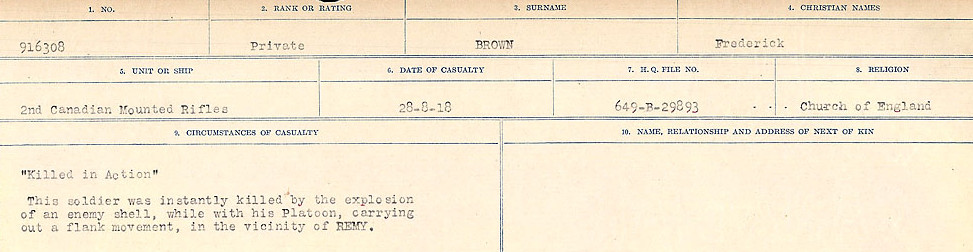 1. NO. 2. RANK OR RATING 3. SURNAME 4. CHRISTIAN NAMES
916308 Private BROWN Frederick
5. UNIT OR SHIP 6. DATE OF CASUALTY 7. H.Q. FILE NO. 8. RELIGION
2nd Canadian Mounted Rifles 28-8-18 649-B-29893 Church of England
9. CIRCUMSTANCES OF CASUALTY 10. NAME, RELATIONSHIP AND ADDRESS OF NEXT OF KIN
"Killed in Action"
This soldier was instantly killed by the explosion
of an enemy shell, while with his Platoon, carrying
out a flank movement, in the vicinity of REMY.